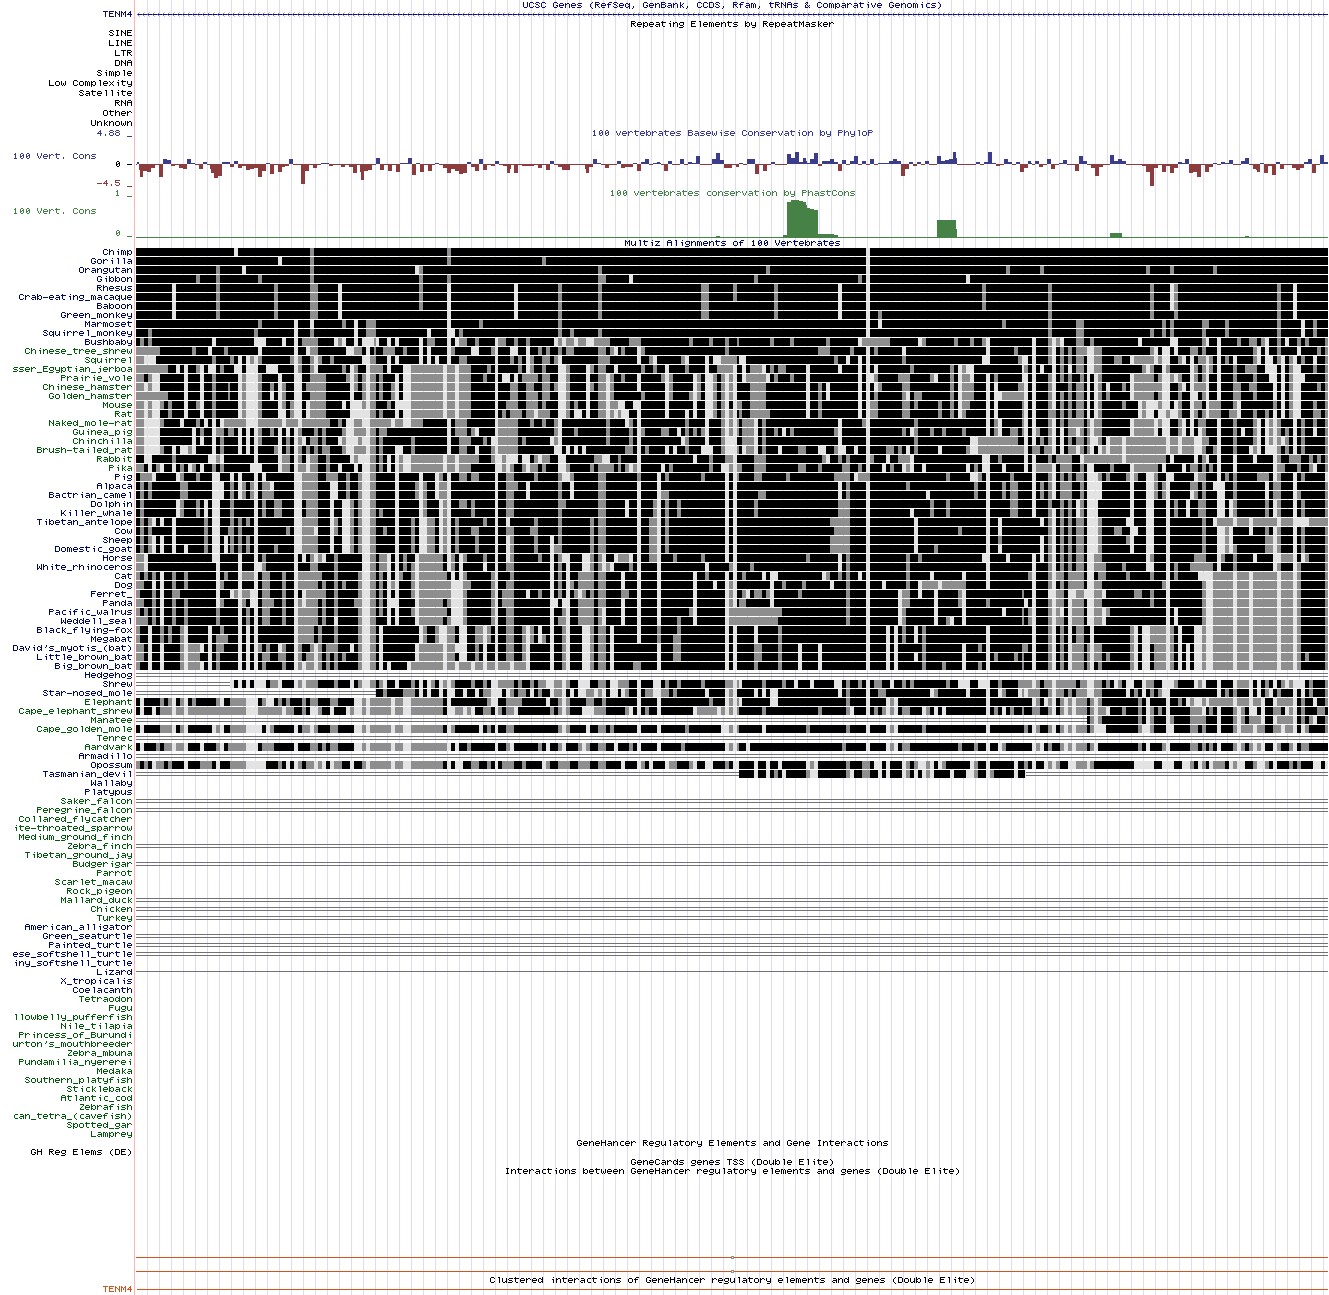 UCSC Genes (RefSeq, GenBank, CCDS, Rfam, tRNAs & Comparative Genomics)
TENM4
Repeating Elements by RepeatMasker
SINE
LINE
LTR
DNA
Simple
Low Complexity
Satellite
RNA
Other
Unknown
4.88 _
100 vertebrates Basewise Conservation by PhyloP
100 Vert. Cons
0 -
-4.5 _
1 _
100 vertebrates conservation by PhastCons
100 Vert. Cons
0 _
Multiz Alignments of 100 Vertebrates
Chimp
Gorilla
Orangutan
Gibbon
Rhesus
Crab-eating_macaque
Baboon
Green_monkey
Marmoset
Squirrel_monkey
Bushbaby
Chinese_tree_shrew
Squirrel
sser_Egyptian_jerboa
Prairie_vole
Chinese_hamster
Golden_hamster
Mouse
Rat
Naked_mole-rat
Guinea_pig
Chinchilla
Brush-tailed_rat
Rabbit
Pika
Pig
Alpaca
Bactrian_camel
Dolphin
Killer_whale
Tibetan_antelope
Cow
Sheep
Domestic_goat
Horse
White_rhinoceros
Cat
Dog
Ferret_
Panda
Pacific_walrus
Weddell_seal
Black_flying-fox
Megabat
David's_myotis_(bat)
Little_brown_bat
Big_brown_bat
Hedgehog
Shrew
Star-nosed_mole
Elephant
Cape_elephant_shrew
Manatee
Cape_golden_mole
Tenrec
Aardvark
Armadillo
Opossum
Tasmanian_devil
Wallaby
Platypus
Saker_falcon
Peregrine_falcon
Collared_flycatcher
ite-throated_sparrow
Medium_ground_finch
Zebra_finch
Tibetan_ground_jay
Budgerigar
Parrot
Scarlet_macaw
Rock_pigeon
Mallard_duck
Chicken
Turkey
American_alligator
Green_seaturtle
Painted_turtle
ese_softshell_turtle
iny_softshell_turtle
Lizard
X_tropicalis
Coelacanth
Tetraodon
Fugu
llowbelly_pufferfish
Nile_tilapia
Princess_of_Burundi
urton's_mouthbreeder
Zebra_mbuna
Pundamilia_nyererei
Medaka
Southern_platyfish
Stickleback
Atlantic_cod
Zebrafish
can_tetra_(cavefish)
Spotted_gar
Lamprey
GeneHancer Regulatory Elements and Gene Interactions
GH Reg Elems (DE)
GeneCards genes TSS (Double Elite)
Interactions between GeneHancer regulatory elements and genes (Double Elite)
Clustered interactions of GeneHancer regulatory elements and genes (Double Elite)
TENM4